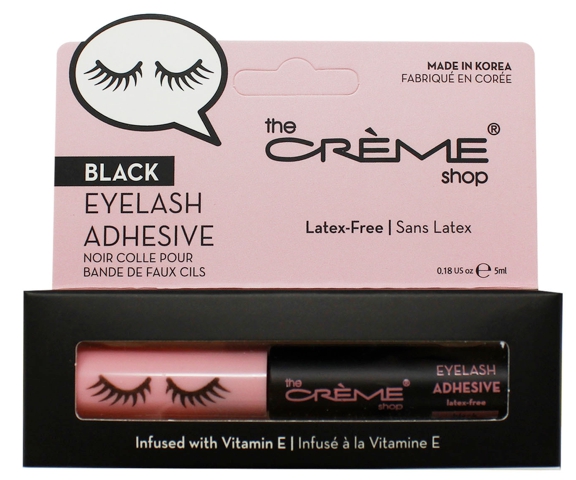 MADE IN KOREA
FABRIQUÉ EN CORÉE
the
CRÈME®
shop
BLACK
EYELASH
ADHESIVE
NOIR COLLE POUR
BANDE DE FAUX CILS
Latex-Free | Sans Latex
0.18 US oz ℮ 5ml
the
CRÈME®
shop
EYELASH
ADHESIVE
latex-free
Infused with Vitamin E | Infusé à la Vitamine E